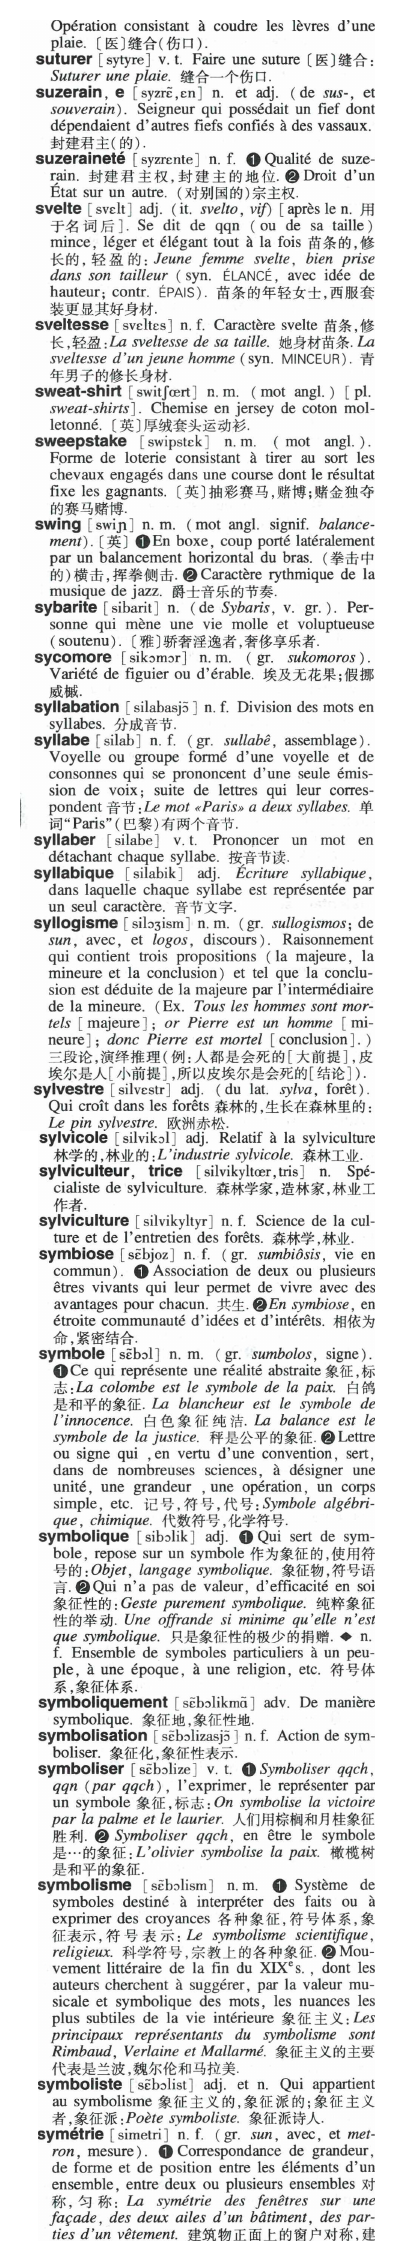 Opération consistant à coudre les lèvres d'une
plaie. 〔医〕缝合(伤口).
suturer [sytyre] v. t. Faire une suture〔医〕缝合:
Suturer une plaie. 缝合一个伤口.
suzerain, e [syzrɛ̃,ɛn] n. et adj. (de sus-, et
souverain). Seigneur qui possédait un fief dont
dépendaient d'autres fiefs confiés à des vassaux.
封建君主(的).
suzeraineté [syzrɛnte] n. f. ❶ Qualité de suze-
rain. 封建君主权,封建主的地位. ❷ Droit d'un
État sur un autre. (对别国的)宗主权.
svelte [svɛlt] adj. (it. svelto, vif) [après le n. 用
于名词后]. Se dit de qqn (ou de sa taille)
mince, léger et élégant tout à la fois 苗条的,修
长的,轻盈的: Jeune femme svelte, bien prise
dans son tailleur (syn. ÉLANCÉ, avec idée de
hauteur; contr. ÉPAIS). 苗条的年轻女士,西服套
装更显其好身材.
sveltesse [svɛltɛs] n. f. Caractère svelte 苗条,修
长,轻盈:La sveltesse de sa taille. 她身材苗条. La
sveltesse d'un jeune homme (syn. MINCEUR). 青
年男子的修长身材.
sweat-shirt [switʃœrt] n. m. (mot angl.) [pl.
sweat-shirts]. Chemise en jersey de coton mol-
letonné. 〔英〕厚绒套头运动衫.
sweepstake [swipstɛk] n. m. (mot angl.).
Forme de loterie consistant à tirer au sort les
chevaux engagés dans une course dont le résultat
fixe les gagnants. 〔英〕抽彩赛马,赌博;赌金独夺
的赛马赌博.
swing [swiɲ] n. m. (mot angl. signif. balance-
ment).〔英〕❶En boxe, coup porté latéralement
par un balancement horizontal du bras. (拳击中
的)横击,挥拳侧击. ❷ Caractère rythmique de la
musique de jazz. 爵士音乐的节奏.
sybarite [sibarit] n. (de Sybaris, v. gr.). Per-
sonne qui mène une vie molle et voluptueuse
(soutenu).〔雅〕骄奢淫逸者,奢侈享乐者.
sycomore [sikɔmɔr] n. m. (gr. sukomoros).
Variété de figuier ou d'érable. 埃及无花果;假挪
威槭.
syllabation [silabasjɔ̃] n. f. Division des mots en
syllabes. 分成音节.
syllabe [silab] n. f. (gr. sullabê, assemblage).
Voyelle ou groupe formé d'une voyelle et de
consonnes qui se prononcent d'une seule émis-
sion de voix; suite de lettres qui leur corres-
pondent 音节:Le mot «Paris» a deux syllabes. 单
词“Paris”(巴黎)有两个音节.
syllaber [silabe] v. t. Prononcer un mot en
détachant chaque syllabe. 按音节读.
syllabique [silabik] adj. Écriture syllabique,
dans laquelle chaque syllabe est représentée par
un seul caractère. 音节文字.
syllogisme [silɔʒism] n. m. (gr. sullogismos; de
sun, avec, et logos, discours). Raisonnement
qui contient trois propositions (la majeure, la
mineure et la conclusion) et tel que la conclu-
sion est déduite de la majeure par l'intermédiaire
de la mineure. (Ex. Tous les hommes sont mor-
tels [majeure]; or Pierre est un homme [mi-
neure]; donc Pierre est mortel [conclusion].)
三段论,演绎推理(例:人都是会死的[大前提],皮
埃尔是人[小前提],所以皮埃尔是会死的[结论]).
sylvestre [silvɛstr] adj. (du lat. sylva, forêt).
Qui croît dans les forêts 森林的,生长在森林里的:
Le pin sylvestre. 欧洲赤松.
sylvicole [silvikɔl] adj. Relatif à la sylviculture
林学的,林业的:L'industrie sylvicole. 森林工业.
sylviculteur, trice [silvikyltœr,tris] n. Spé-
cialiste de sylviculture. 森林学家,造林家,林业工
作者.
sylviculture [silvikyltyr] n. f. Science de la cul-
ture et de l'entretien des forêts. 森林学,林业.
symbiose [sɛ̃bjoz] n. f. (gr. sumbiôsis, vie en
commun). ❶ Association de deux ou plusieurs
êtres vivants qui leur permet de vivre avec des
avantages pour chacun. 共生. ❷En symbiose, en
étroite communauté d'idées et d'intérêts. 相依为
命;紧密结合.
symbole [sɛ̃bɔl] n. m. (gr. sumbolos, signe).
❶Ce qui représente une réalité abstraite 象征,标
志:La colombe est le symbole de la paix. 白鸽
是和平的象征. La blancheur est le symbole de
l'innocence. 白色象征纯洁. La balance est le
symbole de la justice. 秤是公平的象征. ❷Lettre
ou signe qui ,en vertu d'une convention, sert,
dans de nombreuses sciences, à désigner une
unité, une grandeur , une opération, un corps
simple, etc. 记号,符号,代号:Symbole algébri-
que, chimique. 代数符号,化学符号.
symbolique [sibɔlik] adj. ❶ Qui sert de sym-
bole, repose sur un symbole 作为象征的,使用符
号的:Objet, langage symbolique. 象征物,符号语
言. ❷Qui n'a pas de valeur, d'efficacité en soi
象征性的:Geste purement symbolique. 纯粹象征
性的举动. Une offrande si minime qu'elle n'est
que symbolique. 只是象征性的极少的捐赠. ◆ n.
f. Ensemble de symboles particuliers à un peu-
ple, à une époque, à une religion, etc. 符号体
系,象征体系.
symboliquement [sɛ̃bɔlikmɑ̃] adv. De manière
symbolique. 象征地,象征性地.
symbolisation [sɛ̃bɔlizasjɔ̃] n. f. Action de sym-
boliser. 象征化,象征性表示.
symboliser [sɛ̃bɔlize] v. t. ❶ Symboliser qqch,
qqn (par qqch), l'exprimer, le représenter par
un symbole 象征,标志:On symbolise la victoire
par la palme et le laurier. 人们用棕榈和月桂象征
胜利. ❷ Symboliser qqch, en être le symbole
是…的象征:L'olivier symbolise la paix. 橄榄树
是和平的象征.
symbolisme [sɛ̃bɔlism] n. m. ❶ Système de
symboles destiné à interpréter des faits ou à
exprimer des croyances 各种象征,符号体系,象
征表示,符号表示: Le symbolisme scientifique,
religieux. 科学符号,宗教上的各种象征. ❷ Mou-
vement littéraire de la fin du XIXᵉs. , dont les
auteurs cherchent à suggérer, par la valeur mu-
sicale et symbolique des mots, les nuances les
plus subtiles de la vie intérieure 象征主义:Les
principaux représentants du symbolisme sont
Rimbaud, Verlaine et Mallarmé. 象征主义的主要
代表是兰波,魏尔伦和马拉美.
symboliste [sɛ̃bɔlist] adj. et n. Qui appartient
au symbolisme 象征主义的,象征派的;象征主义
者,象征派:Poète symboliste. 象征派诗人.
symétrie [simetri] n. f. (gr. sun, avec, et met-
ron, mesure). ❶ Correspondance de grandeur,
de forme et de position entre les éléments d'un
ensemble, entre deux ou plusieurs ensembles 对
称,匀称: La symétrie des fenêtres sur une
façade, des deux ailes d'un bâtiment, des par-
ties d'un vêtement. 建筑物正面上的窗户对称,建